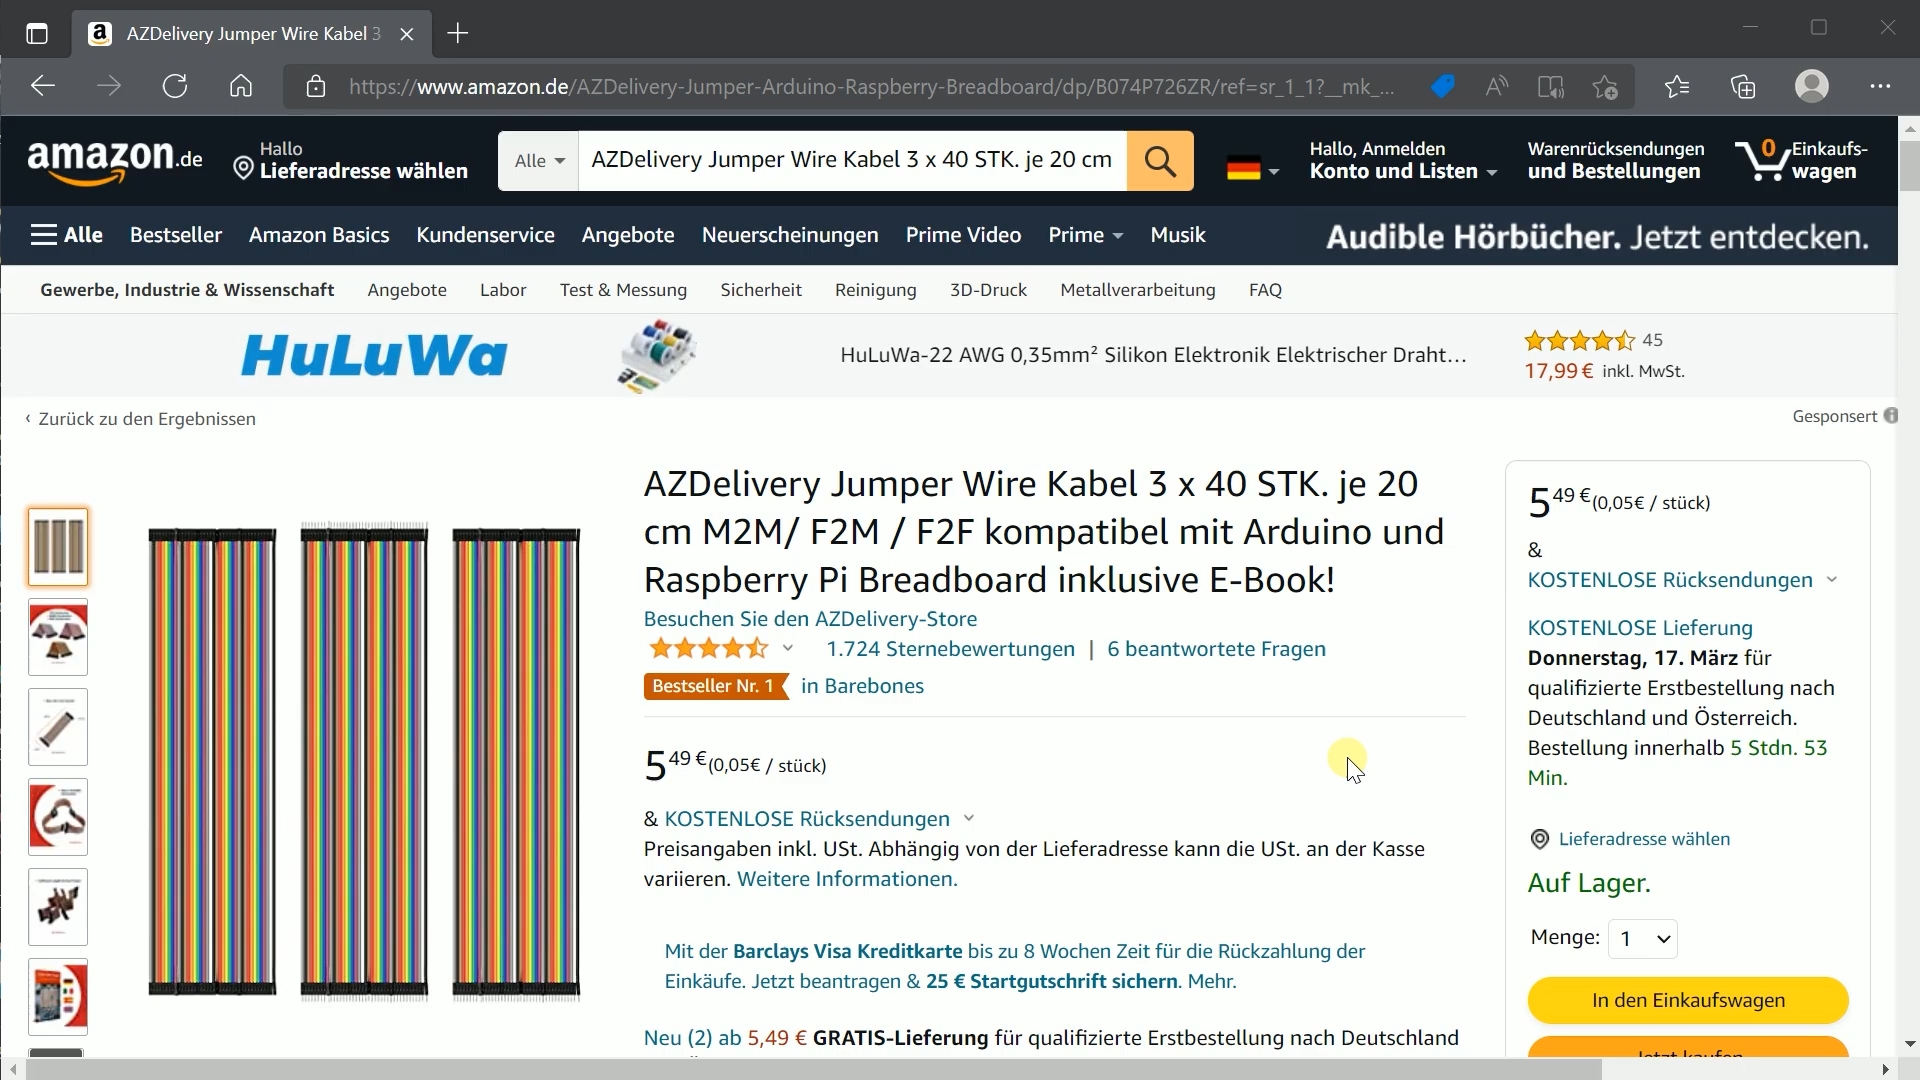 AZDelivery Jumper Wire Kabel 3
https://www.amazon.de/AZDelivery-Jumper-Arduino-Raspberry-Breadboard/dp/B074P726ZR/ref=sr_1_1?__mk_...
amazon.de
Hallo
Lieferadresse wählen
Alle
AZDelivery Jumper Wire Kabel 3 x 40 STK. je 20 cm
Hallo, Anmelden
Konto und Listen
Warenrücksendungen
und Bestellungen
0
Einkaufs-
wagen
Alle Bestseller Amazon Basics Kundenservice Angebote Neuerscheinungen Prime Video Prime Musik
Audible Hörbücher. Jetzt entdecken.
Gewerbe, Industrie & Wissenschaft Angebote Labor Test & Messung Sicherheit Reinigung 3D-Druck Metallverarbeitung FAQ
HuLuWa
HuLuWa-22 AWG 0,35mm² Silikon Elektronik Elektrischer Draht...
45
17,99 € inkl. MwSt.
‹ Zurück zu den Ergebnissen
Gesponsert
AZDelivery Jumper Wire Kabel 3 x 40 STK. je 20
cm M2M/ F2M / F2F kompatibel mit Arduino und
Raspberry Pi Breadboard inklusive E-Book!
Besuchen Sie den AZDelivery-Store
1.724 Sternebewertungen | 6 beantwortete Fragen
Bestseller Nr. 1 in Barebones
5 49 € (0,05€ / stück)
& KOSTENLOSE Rücksendungen
Preisangaben inkl. USt. Abhängig von der Lieferadresse kann die USt. an der Kasse
variieren. Weitere Informationen.
Mit der Barclays Visa Kreditkarte bis zu 8 Wochen Zeit für die Rückzahlung der
Einkäufe. Jetzt beantragen & 25 € Startgutschrift sichern. Mehr.
Neu (2) ab 5,49 € GRATIS-Lieferung für qualifizierte Erstbestellung nach Deutschland
5 49 € (0,05€ / stück)
&
KOSTENLOSE Rücksendungen
KOSTENLOSE Lieferung
Donnerstag, 17. März für
qualifizierte Erstbestellung nach
Deutschland und Österreich.
Bestellung innerhalb 5 Stdn. 53
Min.
Lieferadresse wählen
Auf Lager.
Menge: 1
In den Einkaufswagen
Jetzt kaufen